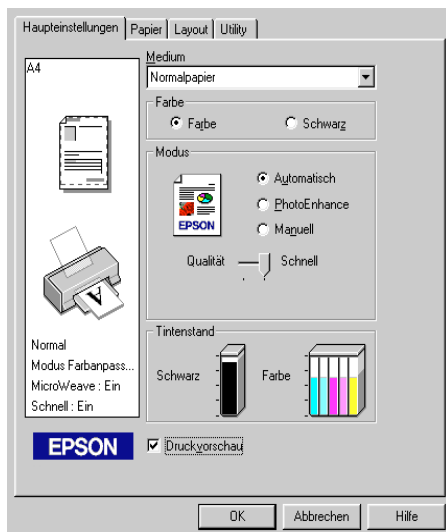 Haupteinstellungen Papier Layout Utility
A4
Medium
Normalpapier
Farbe
Farbe Schwarz
Modus
EPSON
Automatisch
PhotoEnhance
Manuell
Qualität Schnell
A
Normal
Modus Farbanpass...
MicroWeave : Ein
Schnell : Ein
Tintenstand
Schwarz Farbe
EPSON
Druckvorschau
OK Abbrechen Hilfe